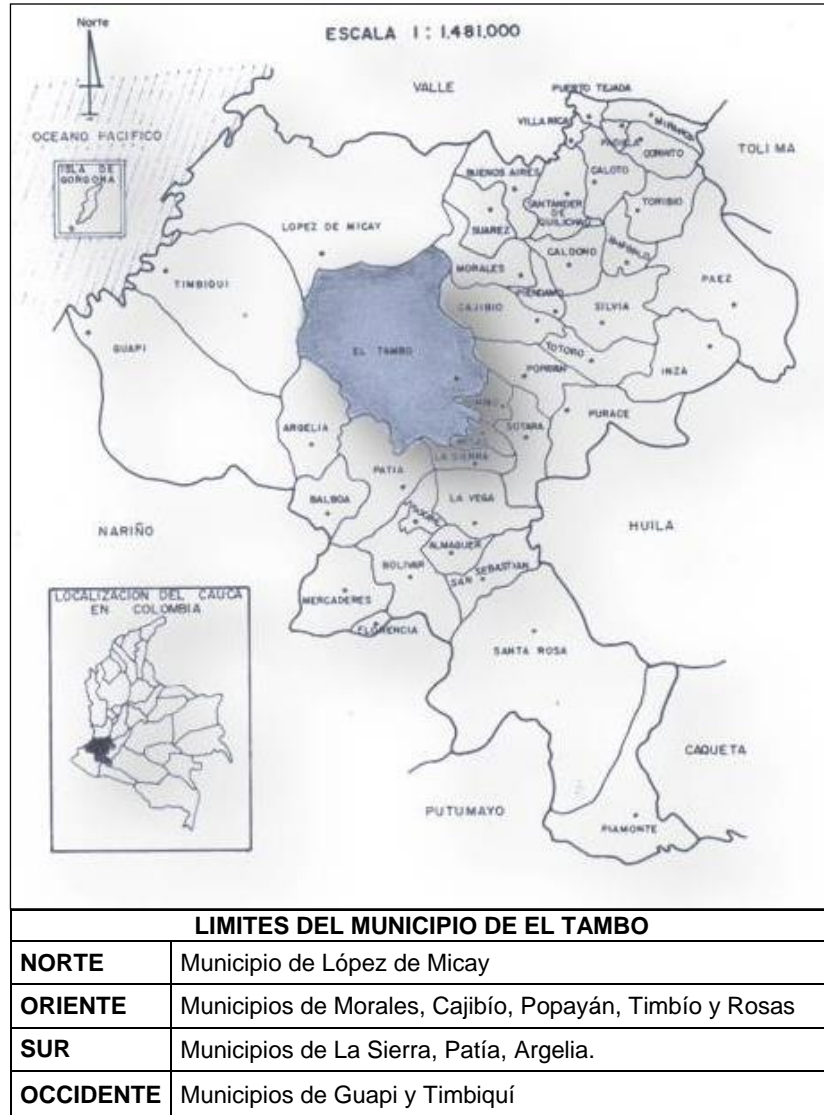 Norte
ESCALA 1 : 1.481.000
VALLE
PUERTO TEJADA
VILLA RICA
MIRANDA
PADILLA
CORINTO
TOLIMA
OCEANO PACIFICO
ISLA DE
GORGONA
BUENOS AIRES
CALOTO
SANTANDER
DE
QUILICHAO
TORIBIO
SUAREZ
LOPEZ DE MICAY
CALDONO
JAMBALO
MORALES
PAEZ
TIMBIQUI
PIENDAMO
CAJIBIO
SILVIA
GUAPI
EL TAMBO
TOTORO
POPAYAN
INZA
PURACE
ARGELIA
SOTARA
LA SIERRA
PATIA
BALBOA
LA VEGA
NARIÑO
HUILA
ALMAGUER
BOLIVAR
SAN SEBASTIAN
LOCALIZACION DEL CAUCA
EN COLOMBIA
MERCADERES
FLORENCIA
SANTA ROSA
CAQUETA
PUTUMAYO
PIAMONTE
LIMITES DEL MUNICIPIO DE EL TAMBO
NORTE Municipio de López de Micay
ORIENTE Municipios de Morales, Cajibío, Popayán, Timbío y Rosas
SUR Municipios de La Sierra, Patía, Argelia.
OCCIDENTE Municipios de Guapi y Timbiquí